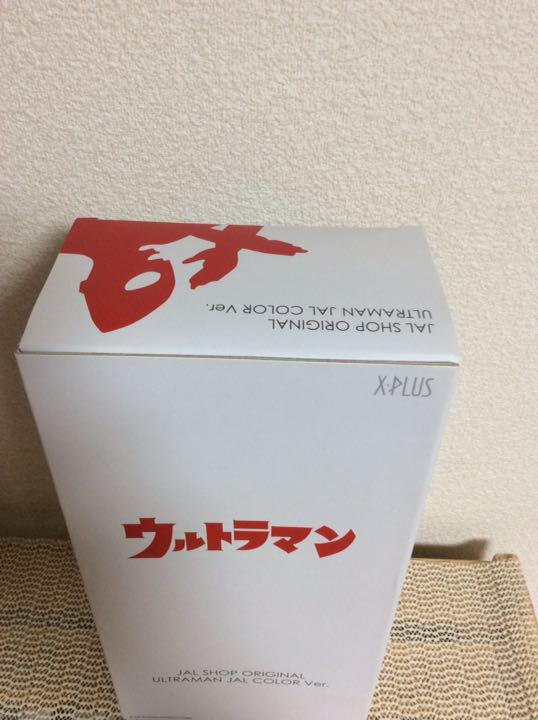 JAL SHOP ORIGINAL
ULTRAMAN JAL COLOR Ver.
X-PLUS
ウルトラマン
JAL SHOP ORIGINAL
ULTRAMAN JAL COLOR Ver.